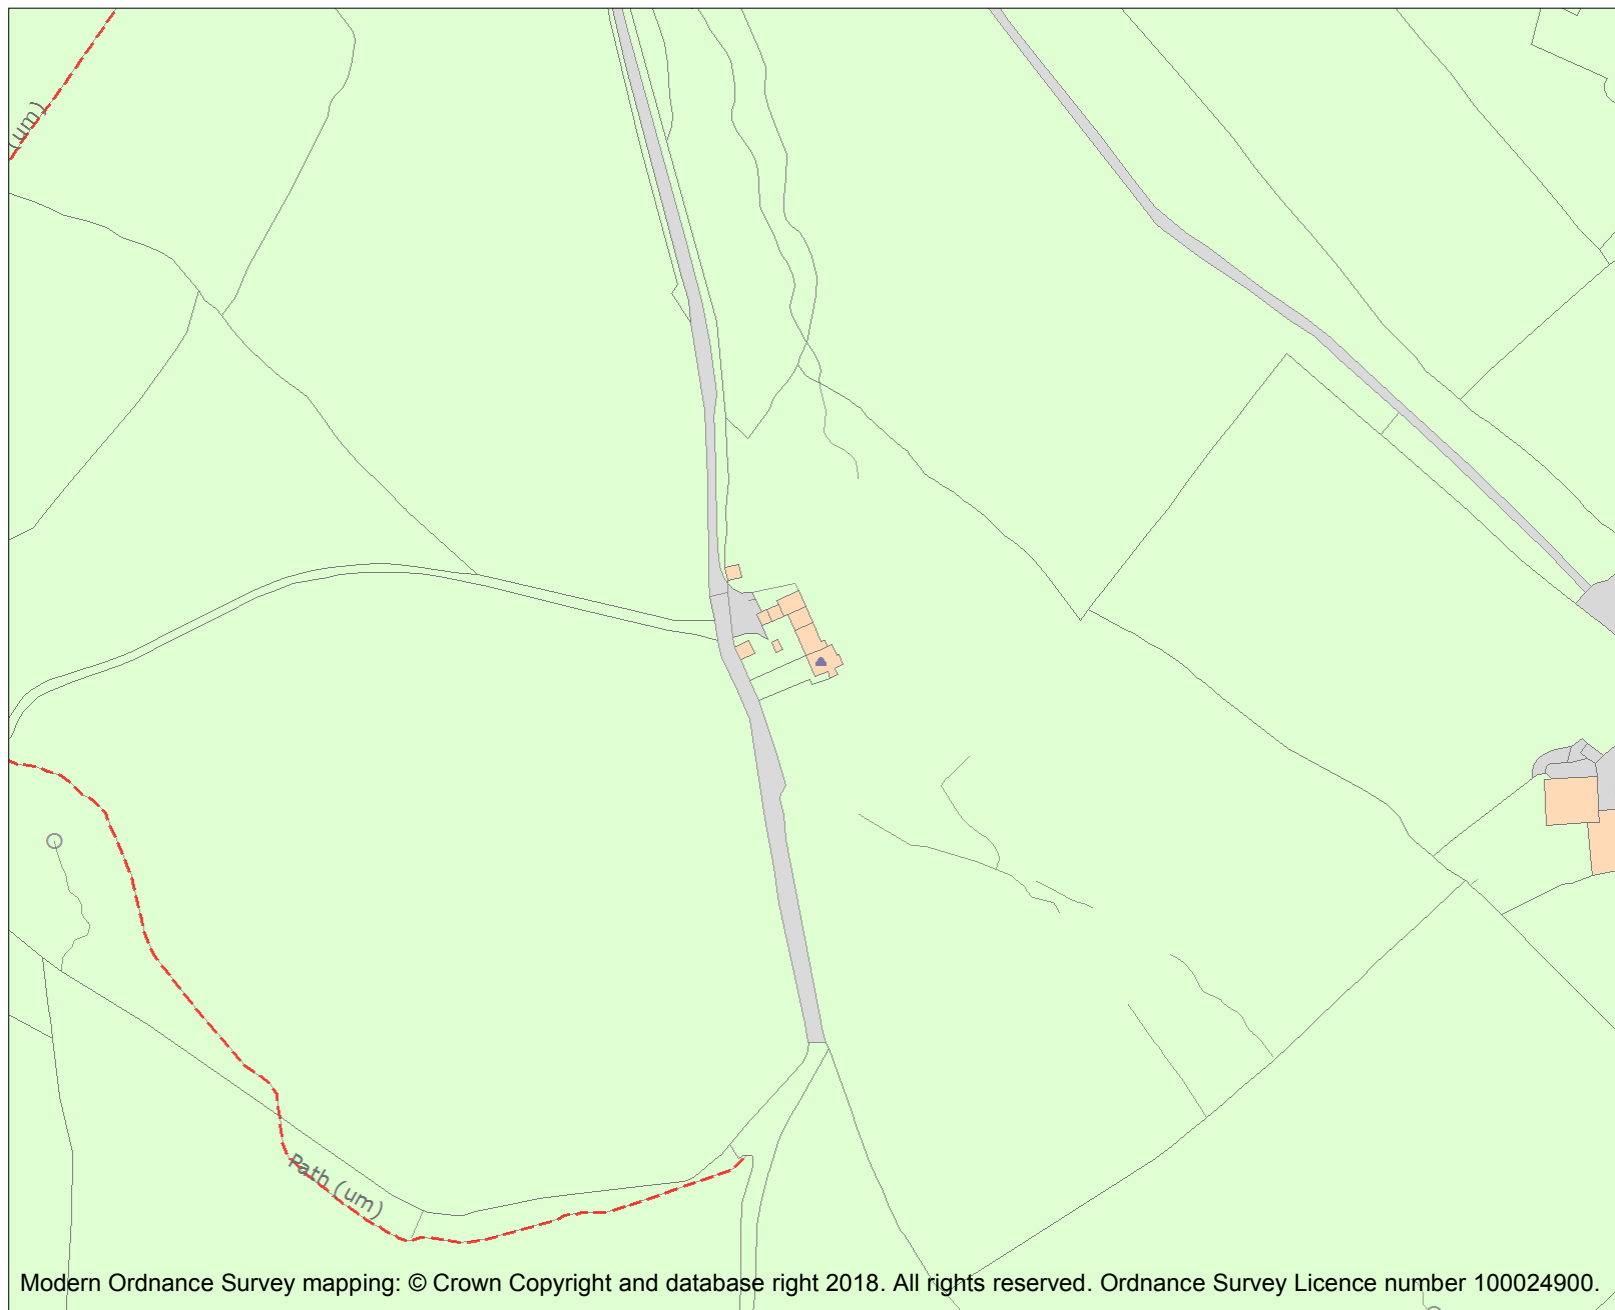 (um)
Path (um)
Modern Ordnance Survey mapping: © Crown Copyright and database right 2018. All rights reserved. Ordnance Survey Licence number 100024900.